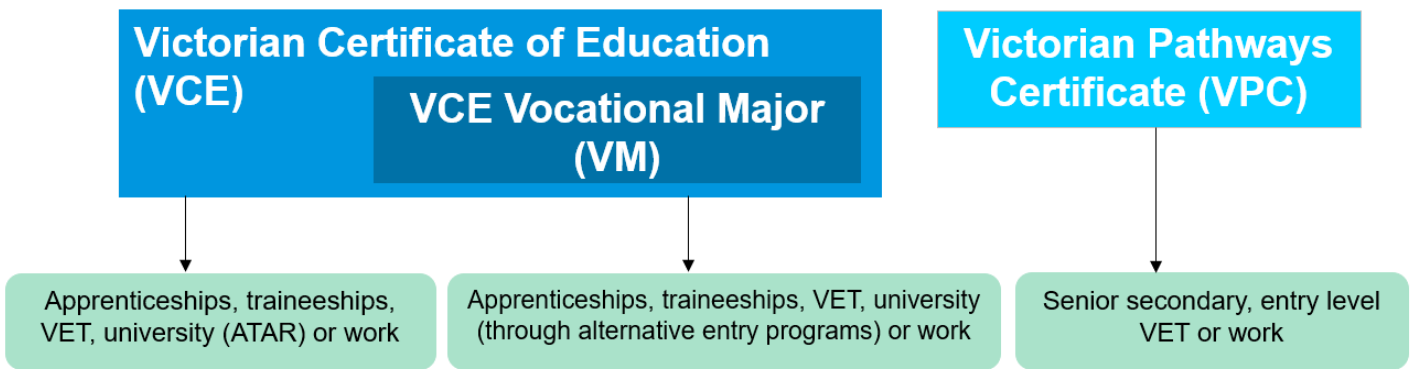 Victorian Certificate of Education
(VCE)
VCE Vocational Major
(VM)
Victorian Pathways
Certificate (VPC)
Apprenticeships, traineeships,
VET, university (ATAR) or work
Apprenticeships, traineeships, VET, university
(through alternative entry programs) or work
Senior secondary, entry level
VET or work